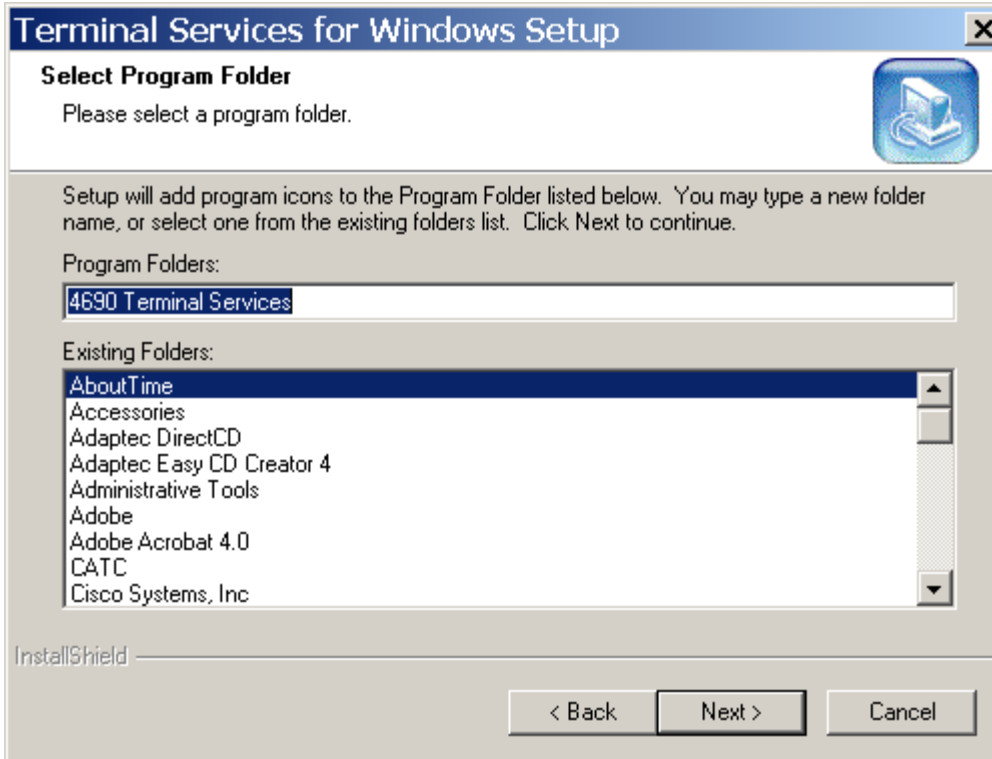 Terminal Services for Windows Setup
Select Program Folder
Please select a program folder.
Setup will add program icons to the Program Folder listed below.  You may type a new folder
name, or select one from the existing folders list.  Click Next to continue.
Program Folders:
4690 Terminal Services
Existing Folders:
AboutTime
Accessories
Adaptec DirectCD
Adaptec Easy CD Creator 4
Administrative Tools
Adobe
Adobe Acrobat 4.0
CATC
Cisco Systems, Inc
InstallShield
< Back
Next >
Cancel